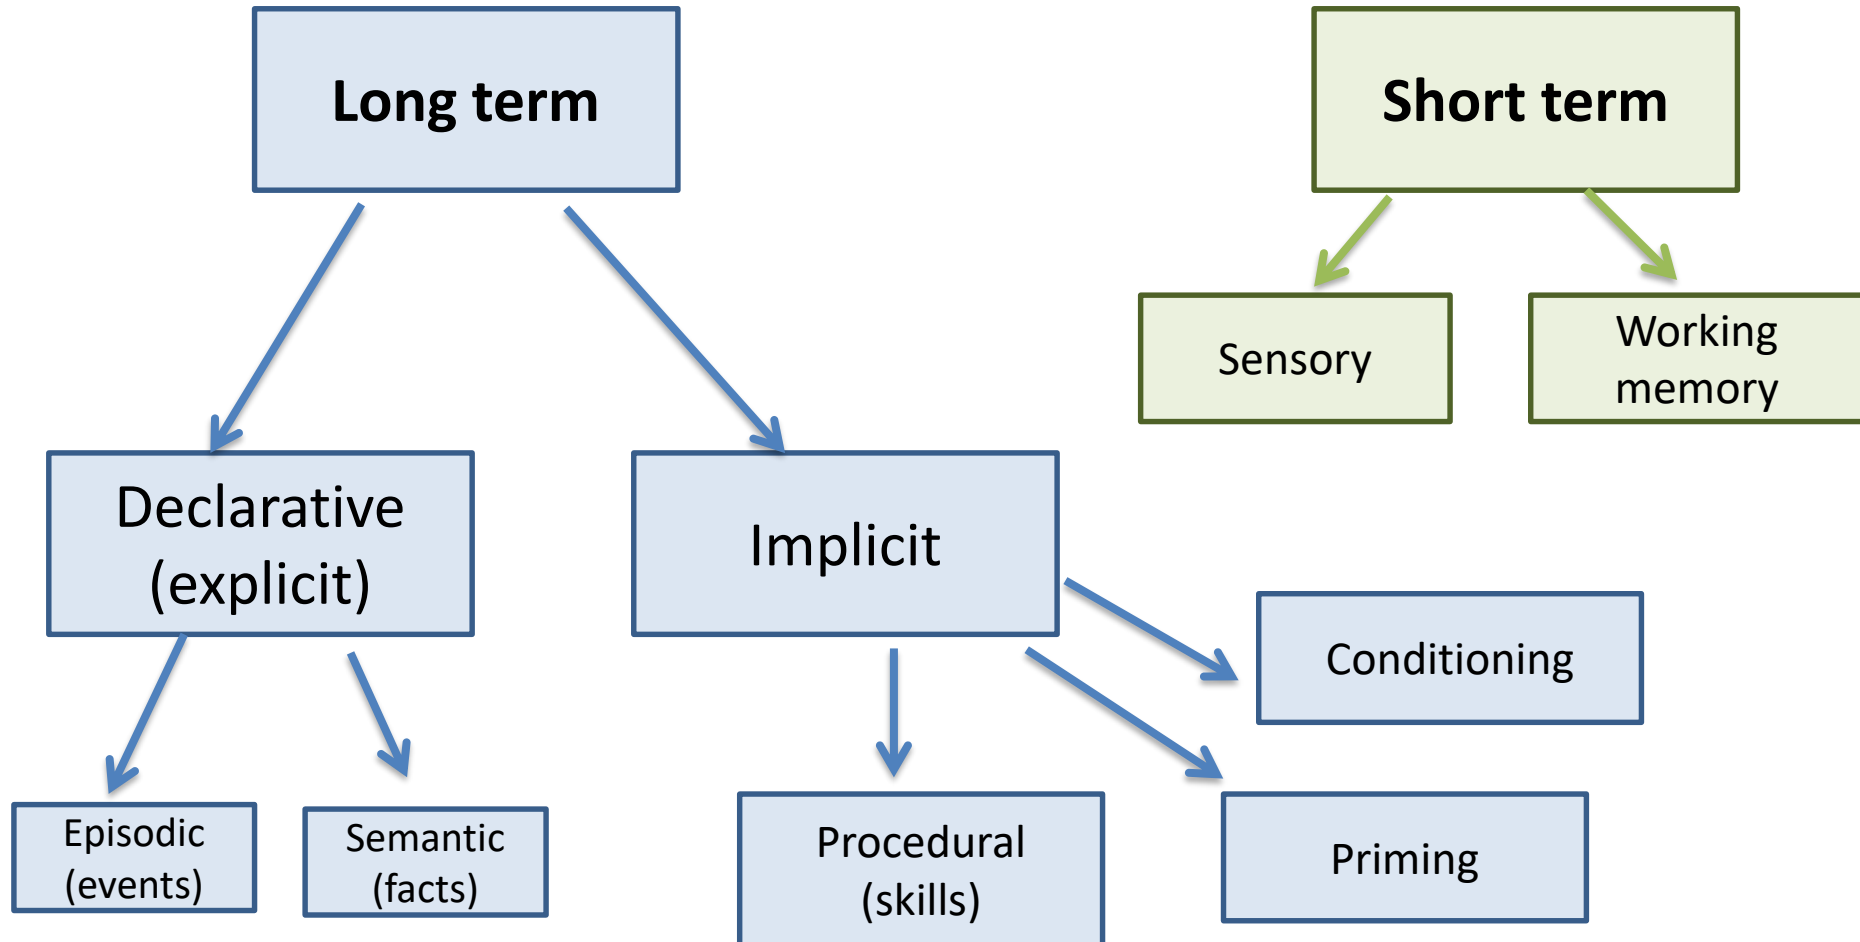 Long term
Short term
Sensory
Working
memory
Declarative
(explicit)
Implicit
Conditioning
Episodic
(events)
Semantic
(facts)
Procedural
(skills)
Priming